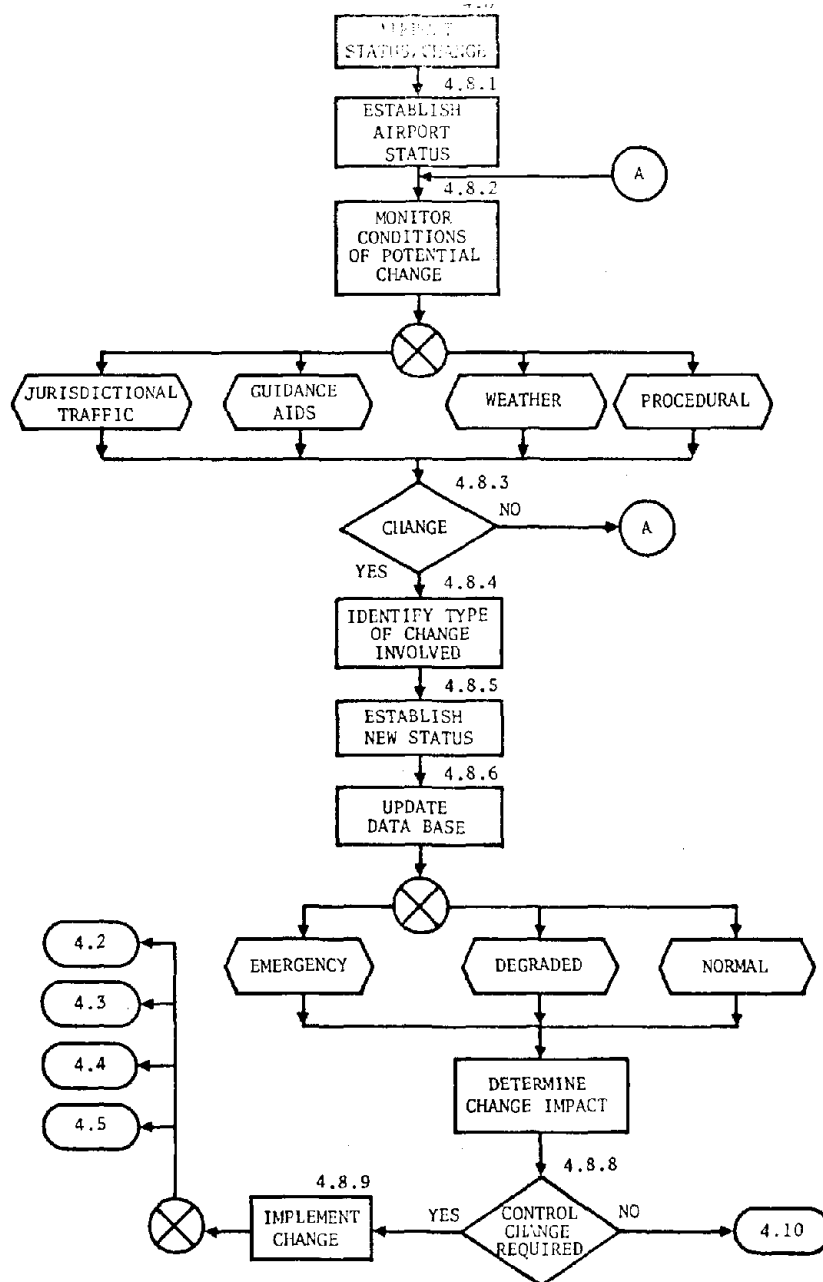 STATUS/CHANGE
4.8.1
ESTABLISH
AIRPORT
STATUS
A
4.8.2
MONITOR
CONDITIONS
OF POTENTIAL
CHANGE
JURISDICTIONAL
TRAFFIC
GUIDANCE
AIDS
WEATHER
PROCEDURAL
4.8.3
CHANGE
NO
A
YES
4.8.4
IDENTIFY TYPE
OF CHANGE
INVOLVED
4.8.5
ESTABLISH
NEW STATUS
4.8.6
UPDATE
DATA BASE
4.2
EMERGENCY
DEGRADED
NORMAL
4.3
4.4
DETERMINE
CHANGE IMPACT
4.5
4.8.8
4.8.9
IMPLEMENT
CHANGE
YES
CONTROL
CHANGE
REQUIRED
NO
4.10